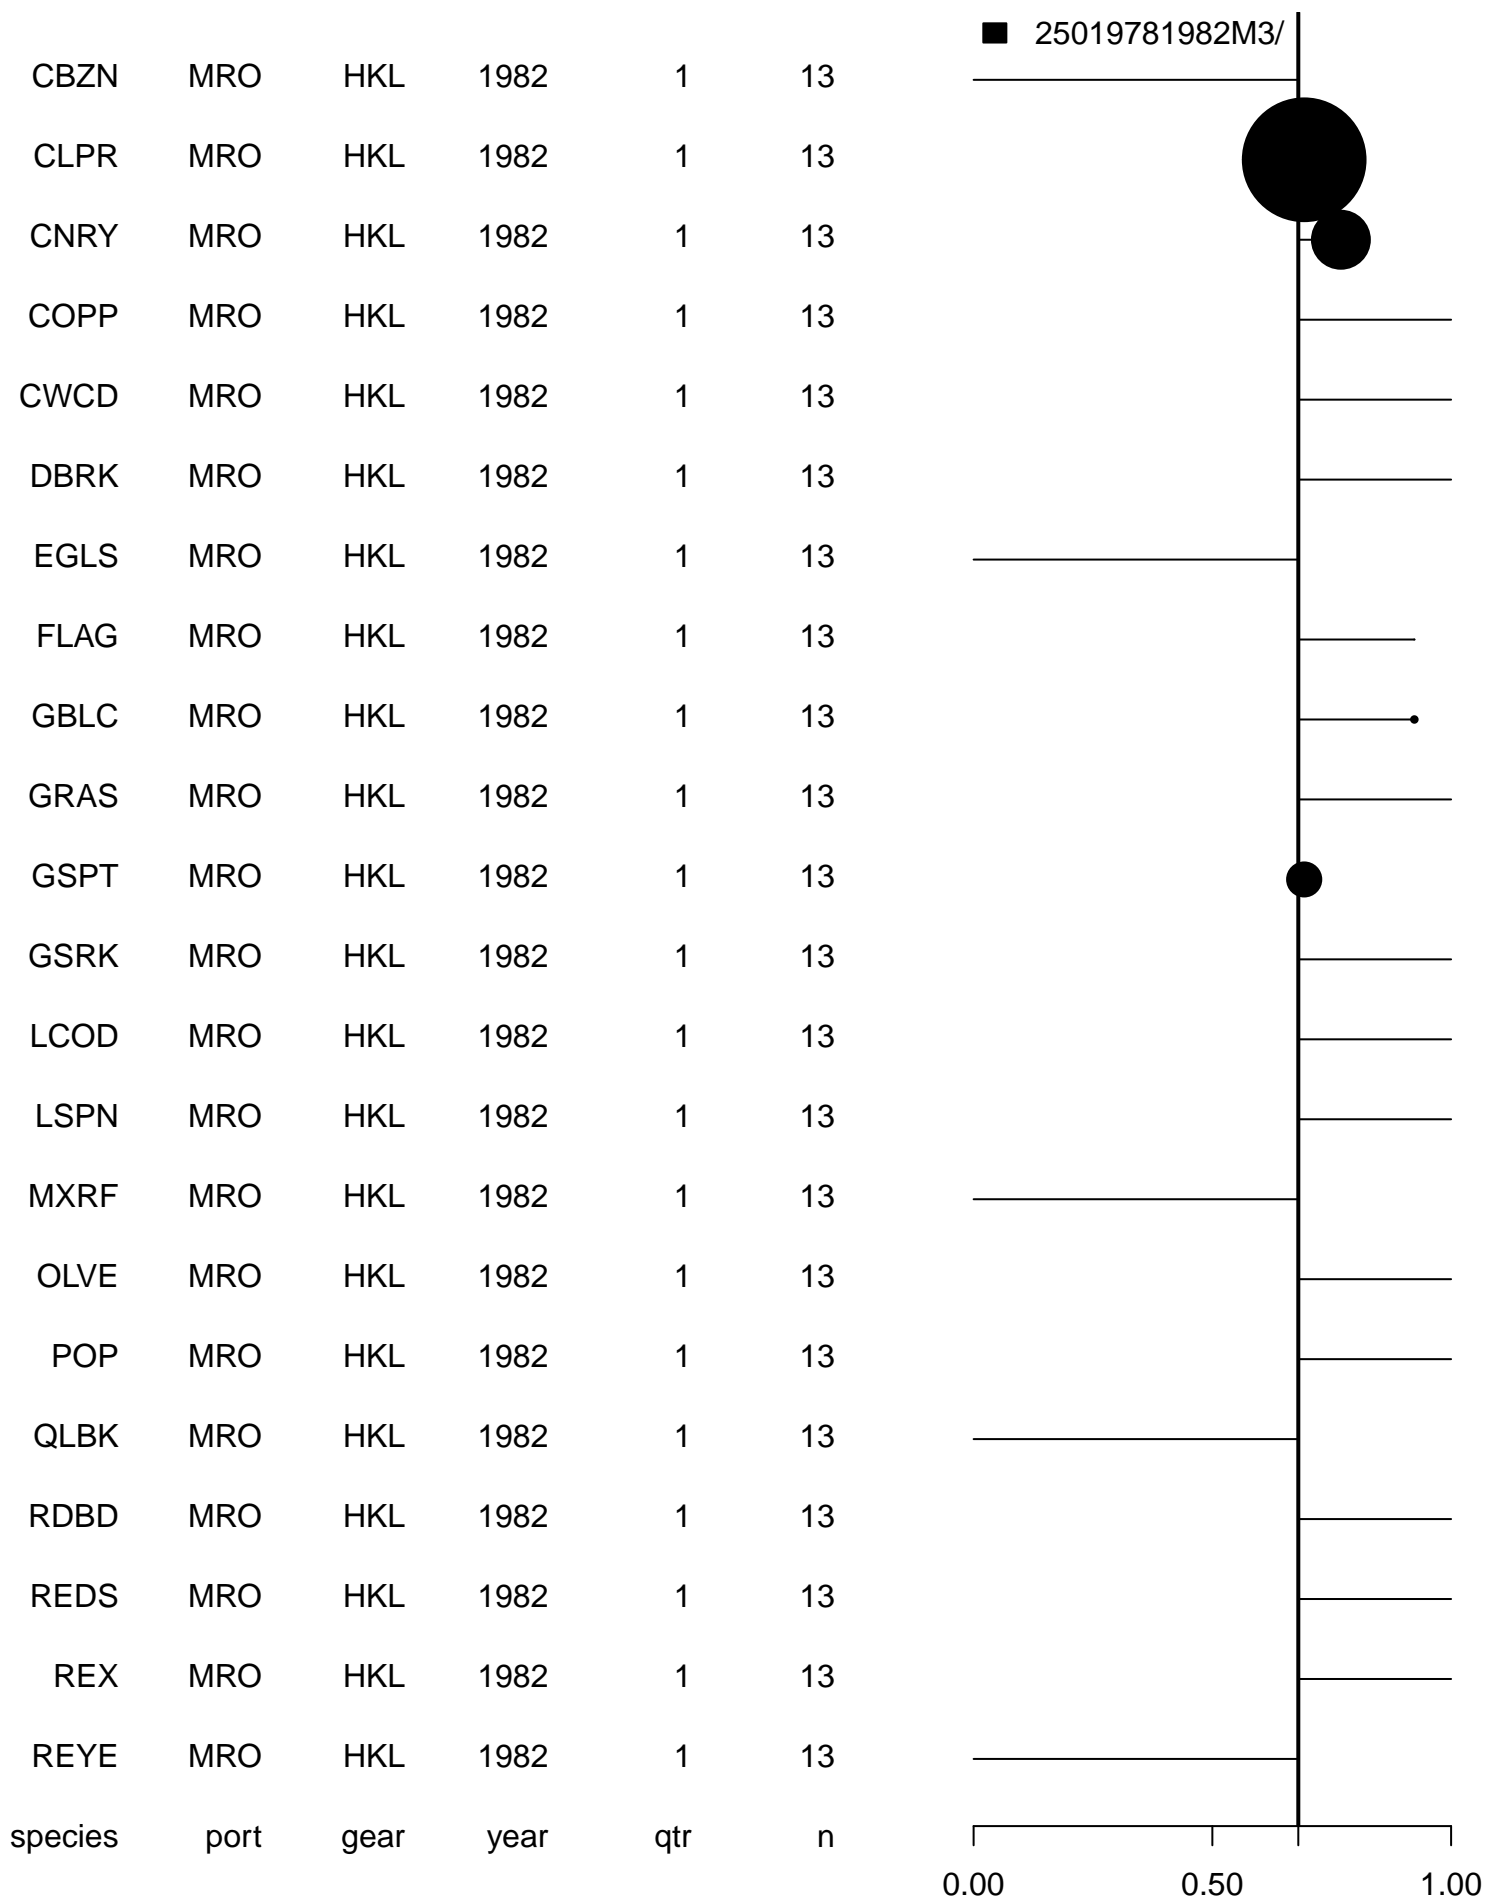 25019781982M3/
CBZN MRO HKL 1982 1 13
CLPR MRO HKL 1982 1 13
CNRY MRO HKL 1982 1 13
COPP MRO HKL 1982 1 13
CWCD MRO HKL 1982 1 13
DBRK MRO HKL 1982 1 13
EGLS MRO HKL 1982 1 13
FLAG MRO HKL 1982 1 13
GBLC MRO HKL 1982 1 13
GRAS MRO HKL 1982 1 13
GSPT MRO HKL 1982 1 13
GSRK MRO HKL 1982 1 13
LCOD MRO HKL 1982 1 13
LSPN MRO HKL 1982 1 13
MXRF MRO HKL 1982 1 13
OLVE MRO HKL 1982 1 13
POP MRO HKL 1982 1 13
QLBK MRO HKL 1982 1 13
RDBD MRO HKL 1982 1 13
REDS MRO HKL 1982 1 13
REX MRO HKL 1982 1 13
REYE MRO HKL 1982 1 13
species port gear year qtr n
0.00 0.50 1.00